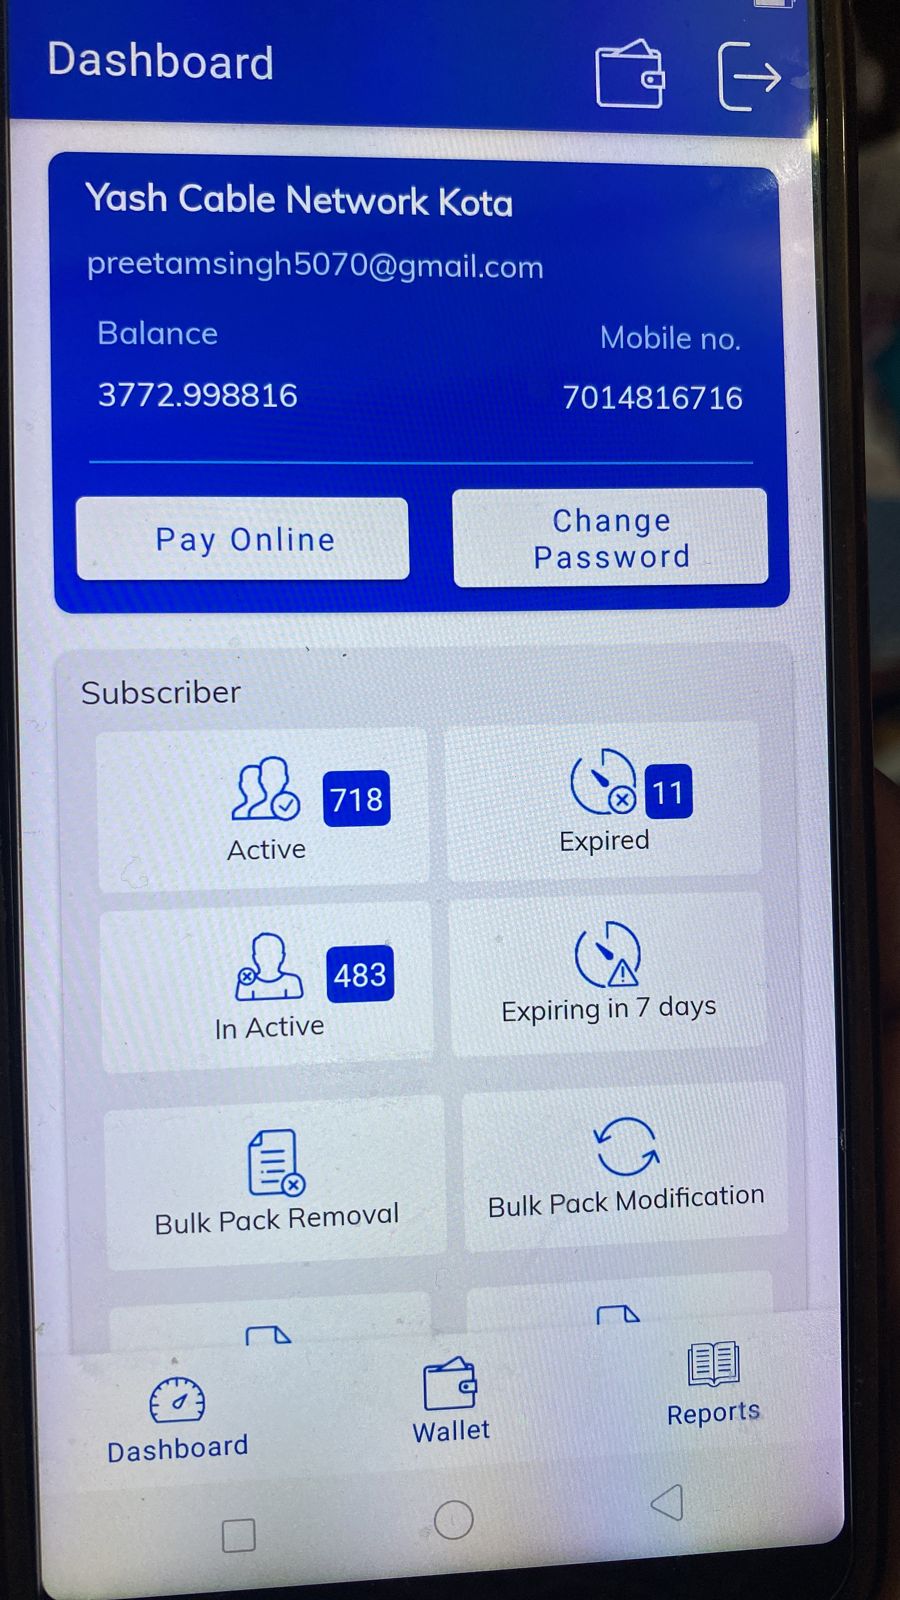 Dashboard
Yash Cable Network Kota
preetamsingh5070@gmail.com
Balance
Mobile no.
3772.998816
7014816716
Pay Online
Change
Password
Subscriber
718
Active
11
Expired
483
In Active
Expiring in 7 days
Bulk Pack Removal
Bulk Pack Modification
Dashboard
Wallet
Reports